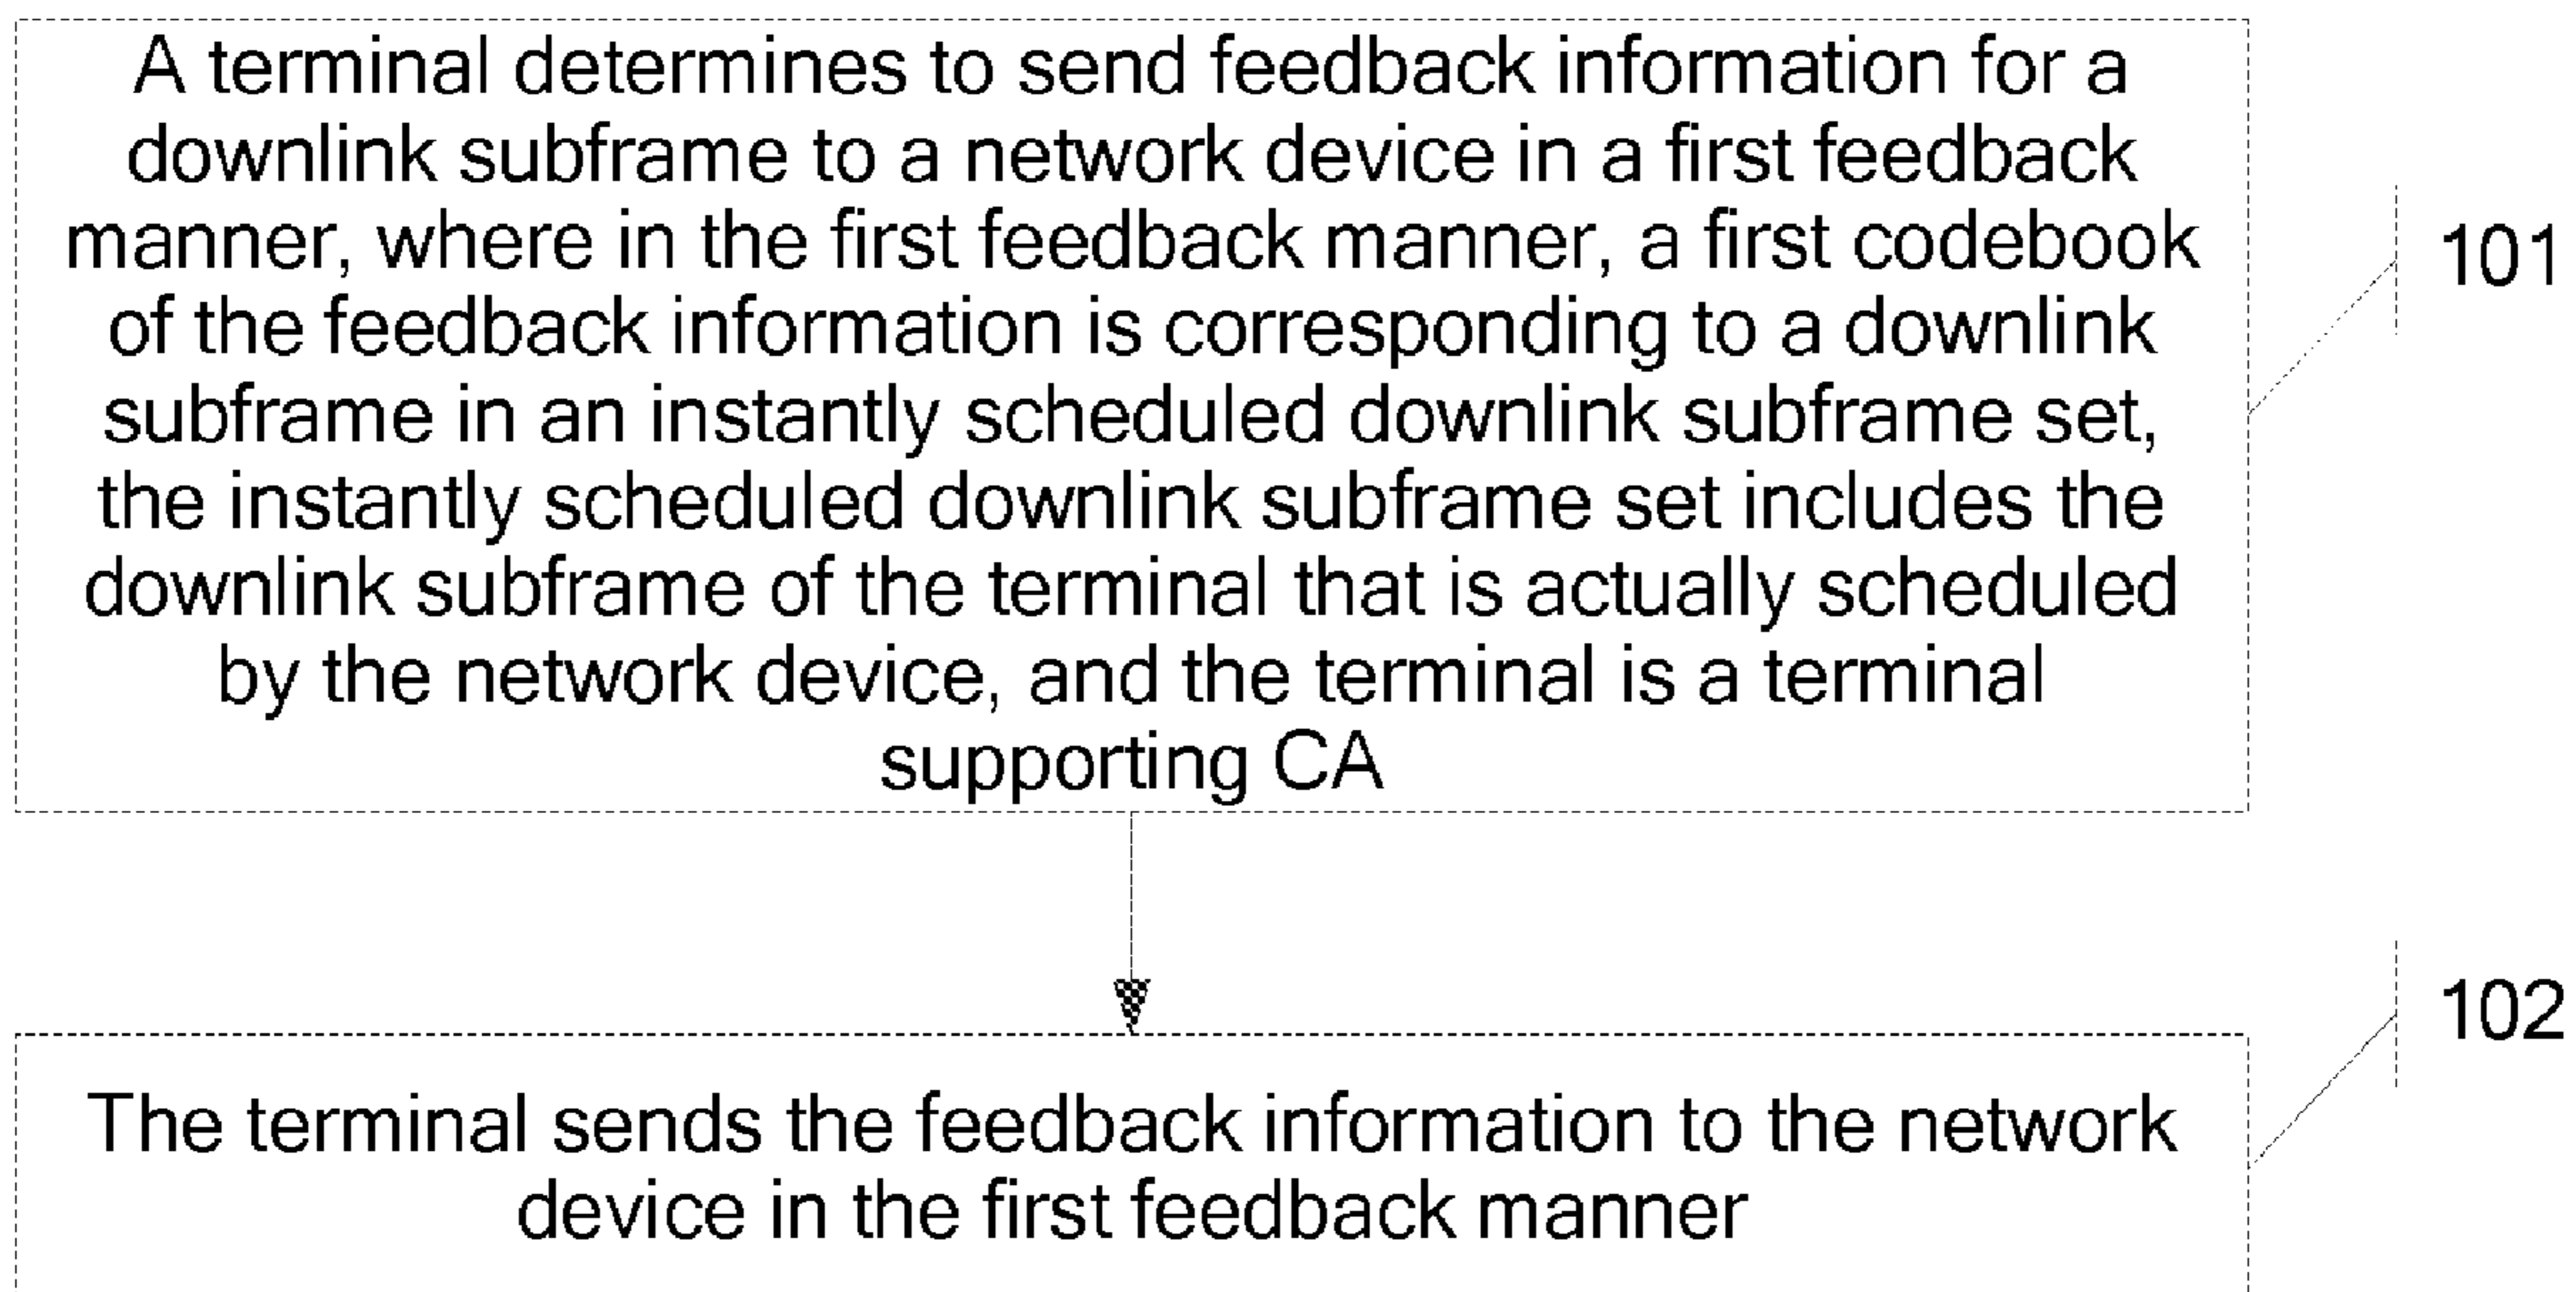 A terminal determines to send feedback information for a
downlink subframe to a network device in a first feedback
manner, where in the first feedback manner, a first codebook
of the feedback information is corresponding to a downlink
subframe in an instantly scheduled downlink subframe set,
the instantly scheduled downlink subframe set includes the
downlink subframe of the terminal that is actually scheduled
by the network device, and the terminal is a terminal
supporting CA
101
The terminal sends the feedback information to the network
device in the first feedback manner
102